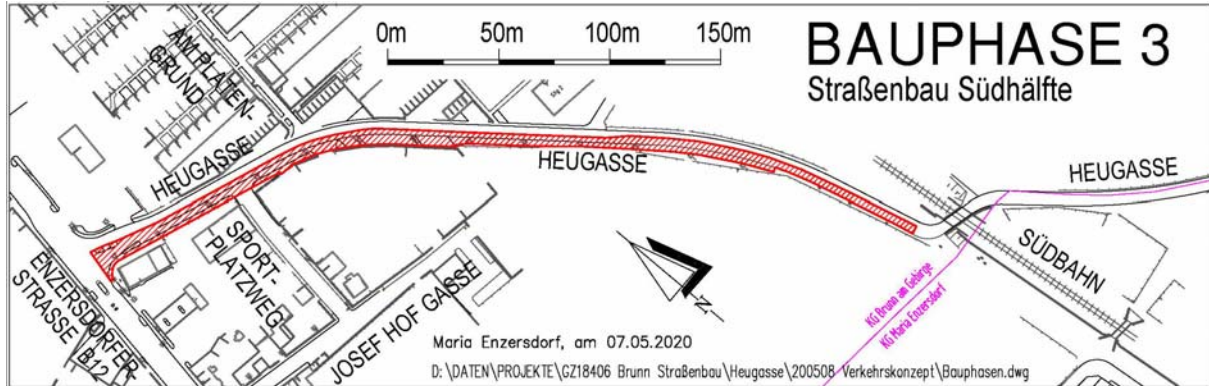 0m 50m 100m 150m
BAUPHASE 3
Straßenbau Südhälfte
AM PLATEN-
GRUND
HEUGASSE
HEUGASSE
HEUGASSE
SPORT-
PLATZWEG
ENZERSDORFER-
STRASSE
B12
JOSEF HOF GASSE
SÜDBAHN
KG Brunn am Gebirge
KG Maria Enzersdorf
N
Maria Enzersdorf, am 07.05.2020
D:\DATEN\PROJEKTE\GZ18406 Brunn Straßenbau\Heugasse\200508 Verkehrskonzept\Bauphasen.dwg